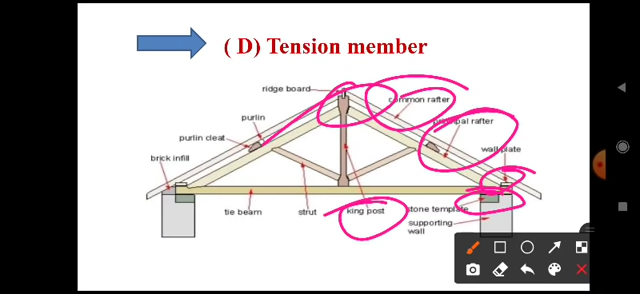 ( D) Tension member
ridge board
common rafter
purlin
principal rafter
purlin cleat
wall plate
brick infill
tie beam
strut
king post
stone template
supporting
wall